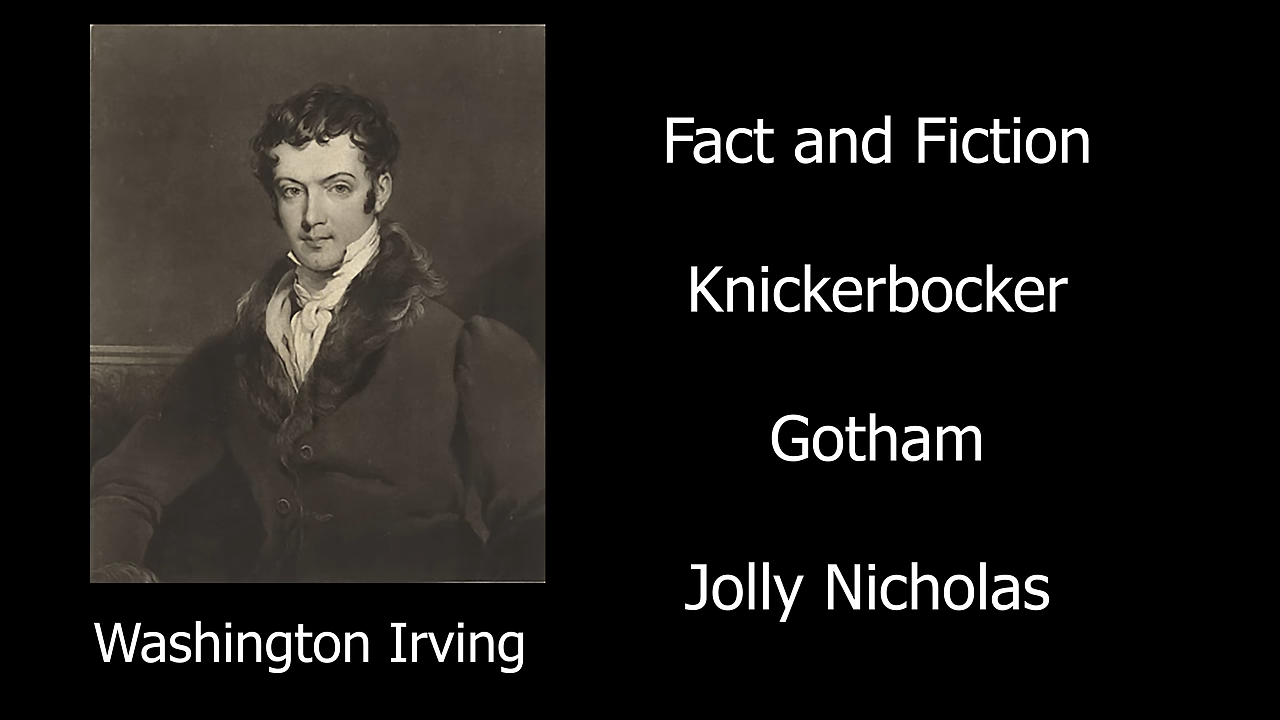 Fact and Fiction
Knickerbocker
Gotham
Jolly Nicholas
Washington Irving